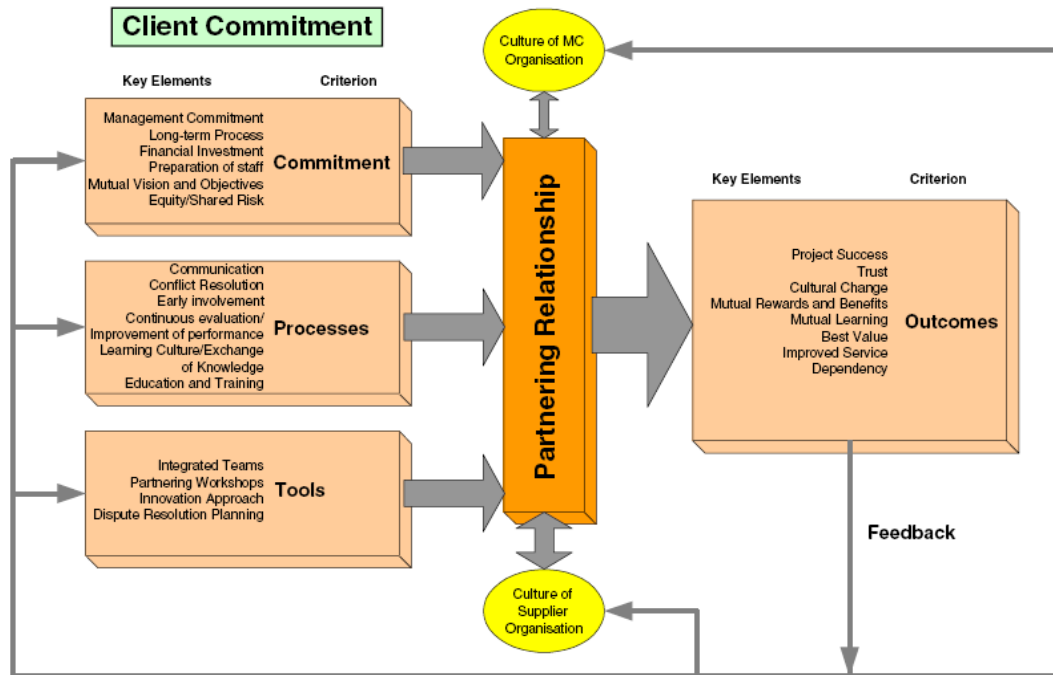 Client Commitment
Culture of MC
Organisation
Key Elements
Criterion
Management Commitment
Long-term Process
Financial Investment
Preparation of staff
Mutual Vision and Objectives
Equity/Shared Risk
Commitment
Communication
Conflict Resolution
Early involvement
Continuous evaluation/
Improvement of performance
Learning Culture/Exchange
of Knowledge
Education and Training
Processes
Integrated Teams
Partnering Workshops
Innovation Approach
Dispute Resolution Planning
Tools
Partnering Relationship
Culture of
Supplier
Organisation
Key Elements
Criterion
Project Success
Trust
Cultural Change
Mutual Rewards and Benefits
Mutual Learning
Best Value
Improved Service
Dependency
Outcomes
Feedback